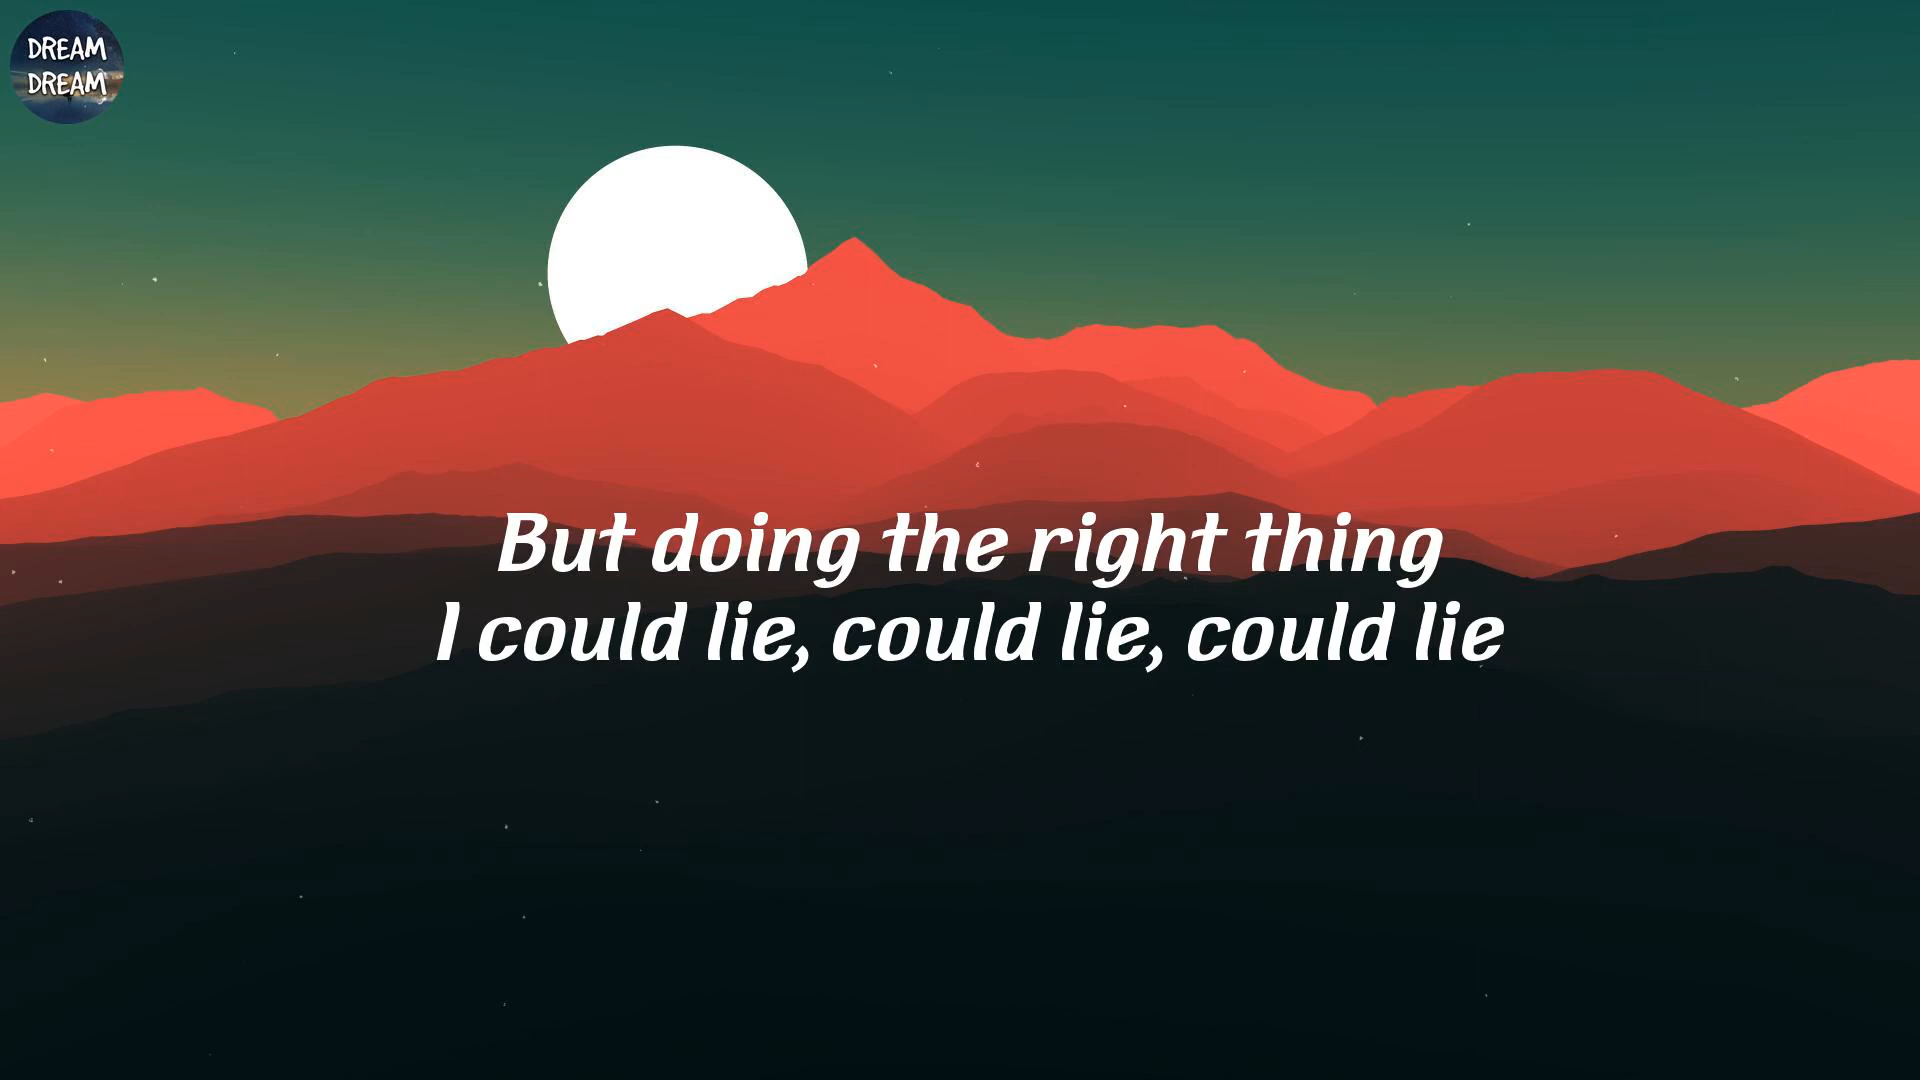 DREAM
DREAM
But doing the right thing
I could lie, could lie, could lie